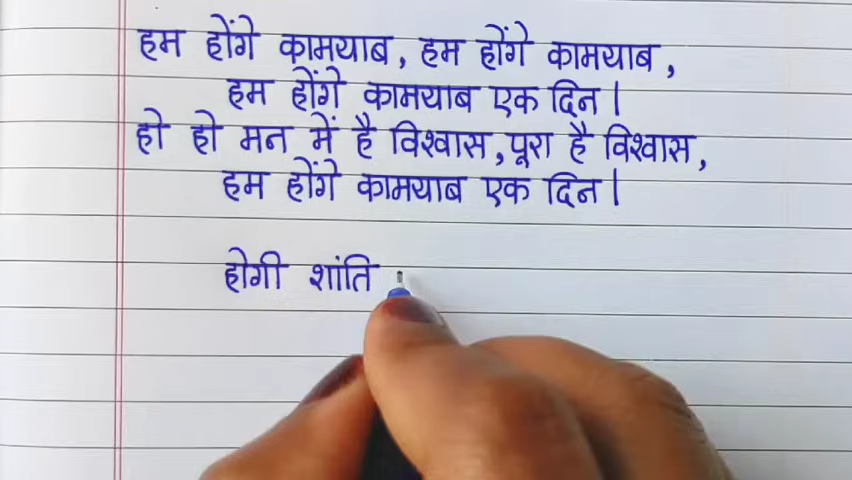 हम होंगे कामयाब, हम होंगे कामयाब,
हम होंगे कामयाब एक दिन।
हो हो मन में है विश्वास, पूरा है विश्वास,
हम होंगे कामयाब एक दिन।
होगी शांति